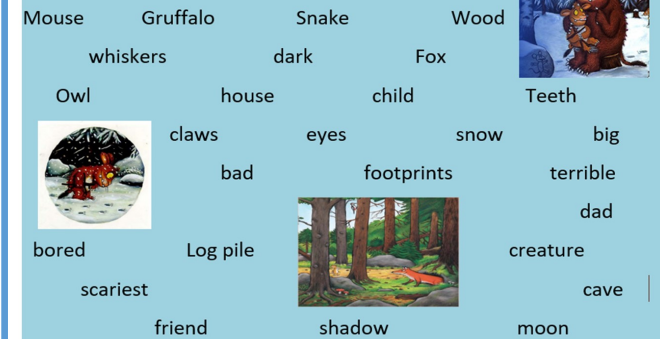 Mouse Gruffalo Snake Wood
whiskers dark Fox
Owl house child Teeth
claws eyes snow big
bad footprints terrible
dad
bored Log pile creature
scariest cave
friend shadow moon